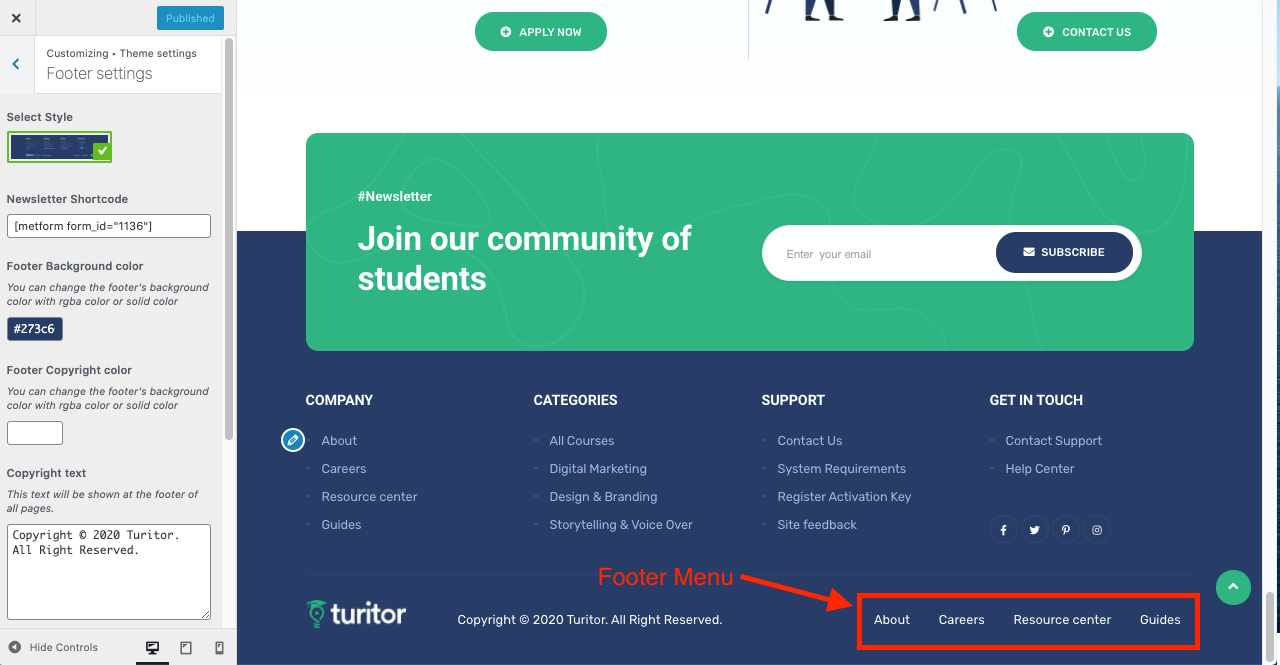 Published
Customizing ▸ Theme settings
Footer settings
Select Style
Newsletter Shortcode
[metform form_id="1136"]
Footer Background color
You can change the footer's background
color with rgba color or solid color
#273c6
Footer Copyright color
You can change the footer's background
color with rgba color or solid color
Copyright text
This text will be shown at the footer of
all pages.
Copyright © 2020 Turitor.
All Right Reserved.
Hide Controls
APPLY NOW
CONTACT US
#Newsletter
Join our community of
students
Enter your email
SUBSCRIBE
COMPANY
About
Careers
Resource center
Guides
CATEGORIES
All Courses
Digital Marketing
Design & Branding
Storytelling & Voice Over
SUPPORT
Contact Us
System Requirements
Register Activation Key
Site feedback
GET IN TOUCH
Contact Support
Help Center
Footer Menu
turitor
Copyright © 2020 Turitor. All Right Reserved.
About Careers Resource center Guides